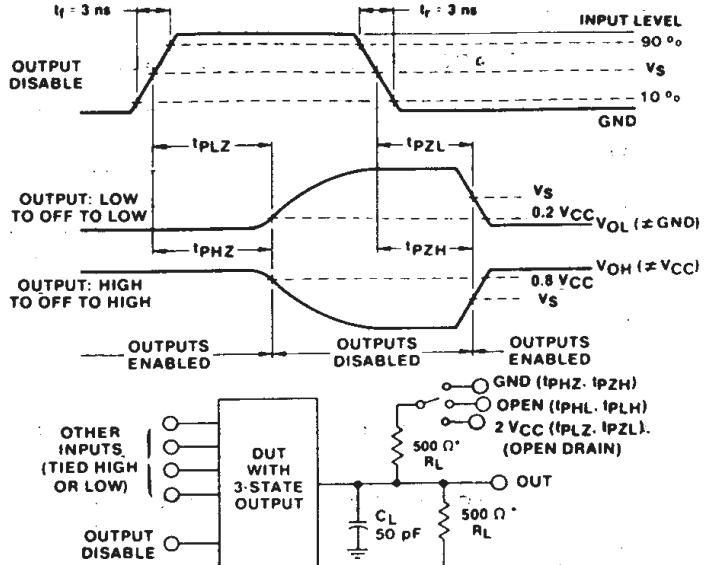 tf = 3 ns
tr = 3 ns
INPUT LEVEL
90 %
OUTPUT
DISABLE
VS
10 %
GND
tPLZ
tPZL
OUTPUT: LOW
TO OFF TO LOW
VS
0.2 VCC
VOL (≠ GND)
tPHZ
tPZH
OUTPUT: HIGH
TO OFF TO HIGH
VOH (≠ VCC)
0.8 VCC
VS
OUTPUTS
ENABLED
OUTPUTS
DISABLED
OUTPUTS
ENABLED
GND (tPHZ, tPZH)
OPEN (tPHL, tPLH)
2 VCC (tPLZ, tPZL).
(OPEN DRAIN)
OTHER
INPUTS
(TIED HIGH
OR LOW)
DUT
WITH
3-STATE
OUTPUT
500 Ω*
RL
OUT
CL
50 pF
500 Ω*
RL
OUTPUT
DISABLE